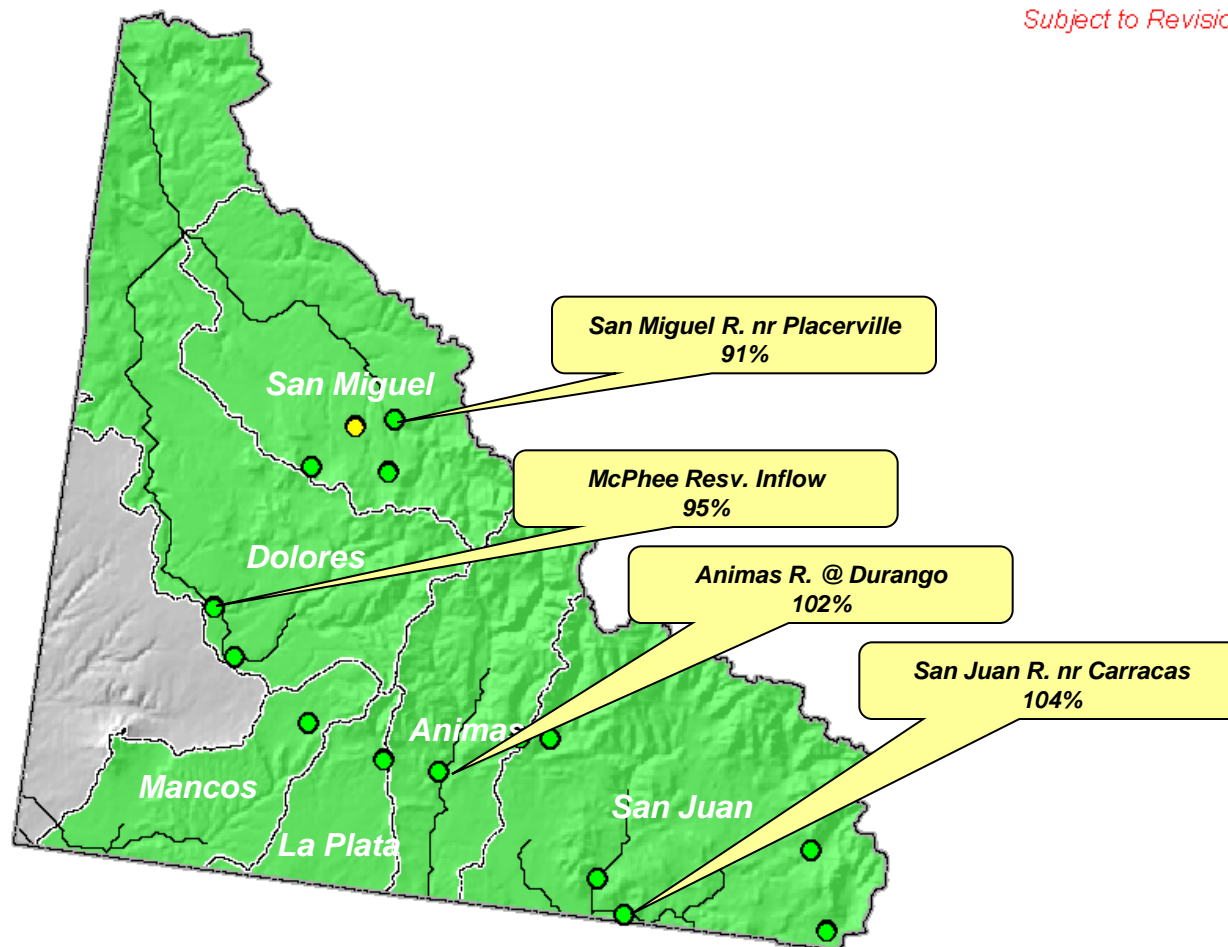 Subject to Revisio
San Miguel R. nr Placerville
91%
San Miguel
McPhee Resv. Inflow
95%
Dolores
Animas R. @ Durango
102%
San Juan R. nr Carracas
104%
Animas
Mancos
San Juan
La Plata